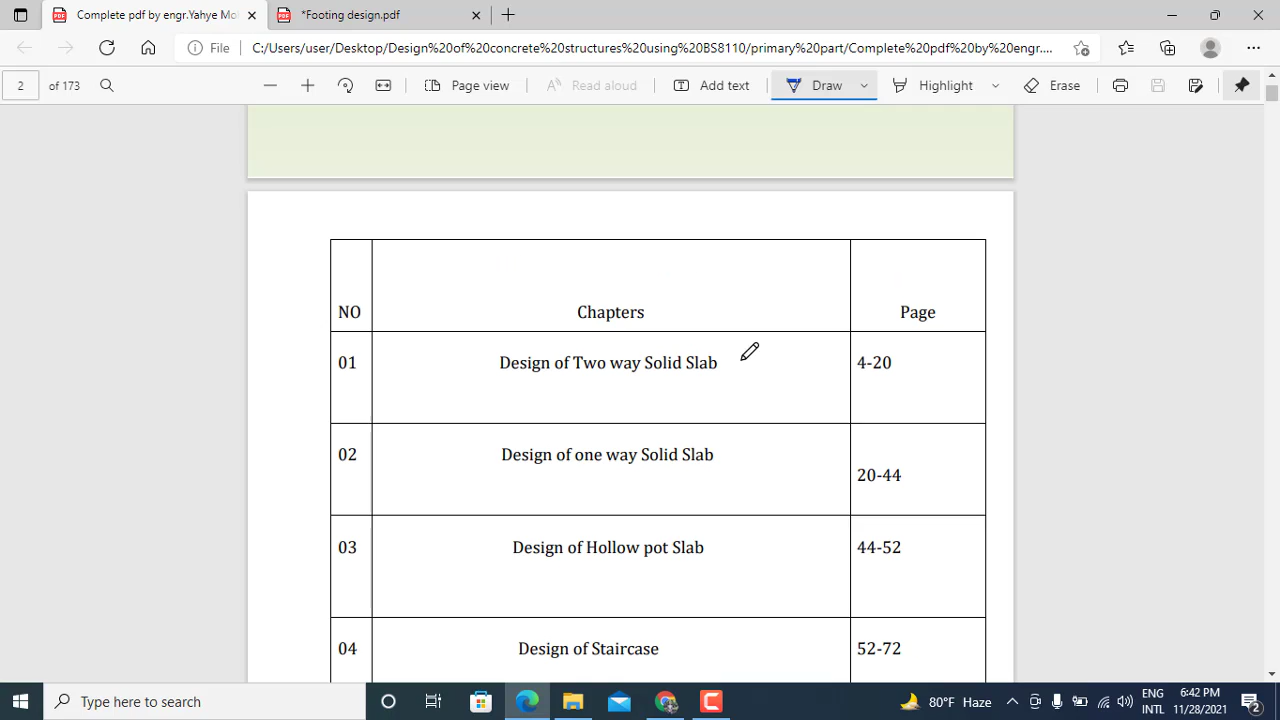 Complete pdf by engr.Yahye Mo
*Footing design.pdf
File
C:/Users/user/Desktop/Design%20of%20concrete%20structures%20using%20BS110/primary%20part/Complete%20pdf%20by%20engr....
2 of 173
Page view
Read aloud
Add text
Draw
Highlight
Erase
NO Chapters Page
01 Design of Two way Solid Slab 4-20
02 Design of one way Solid Slab 20-44
03 Design of Hollow pot Slab 44-52
04 Design of Staircase 52-72
Type here to search
80°F Haze
ENG
INTL
6:42 PM
11/28/2021
2